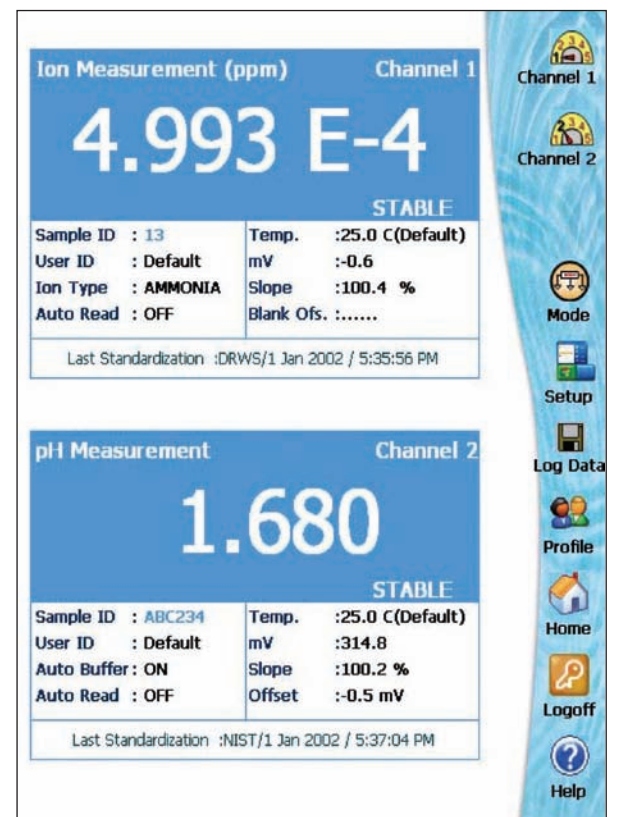 Ion Measurement (ppm) Channel 1
4.993 E-4
STABLE
Sample ID : 13
User ID : Default
Ion Type : AMMONIA
Auto Read : OFF
Temp. :25.0 C(Default)
mV :-0.6
Slope :100.4 %
Blank Ofs. :......
Last Standardization :DRWS/1 Jan 2002 / 5:35:56 PM
pH Measurement Channel 2
1.680
STABLE
Sample ID : ABC234
User ID : Default
Auto Buffer : ON
Auto Read : OFF
Temp. :25.0 C(Default)
mV :314.8
Slope :100.2 %
Offset :-0.5 mV
Last Standardization :NIST/1 Jan 2002 / 5:37:04 PM
Channel 1
Channel 2
Mode
Setup
Log Data
Profile
Home
Logoff
Help